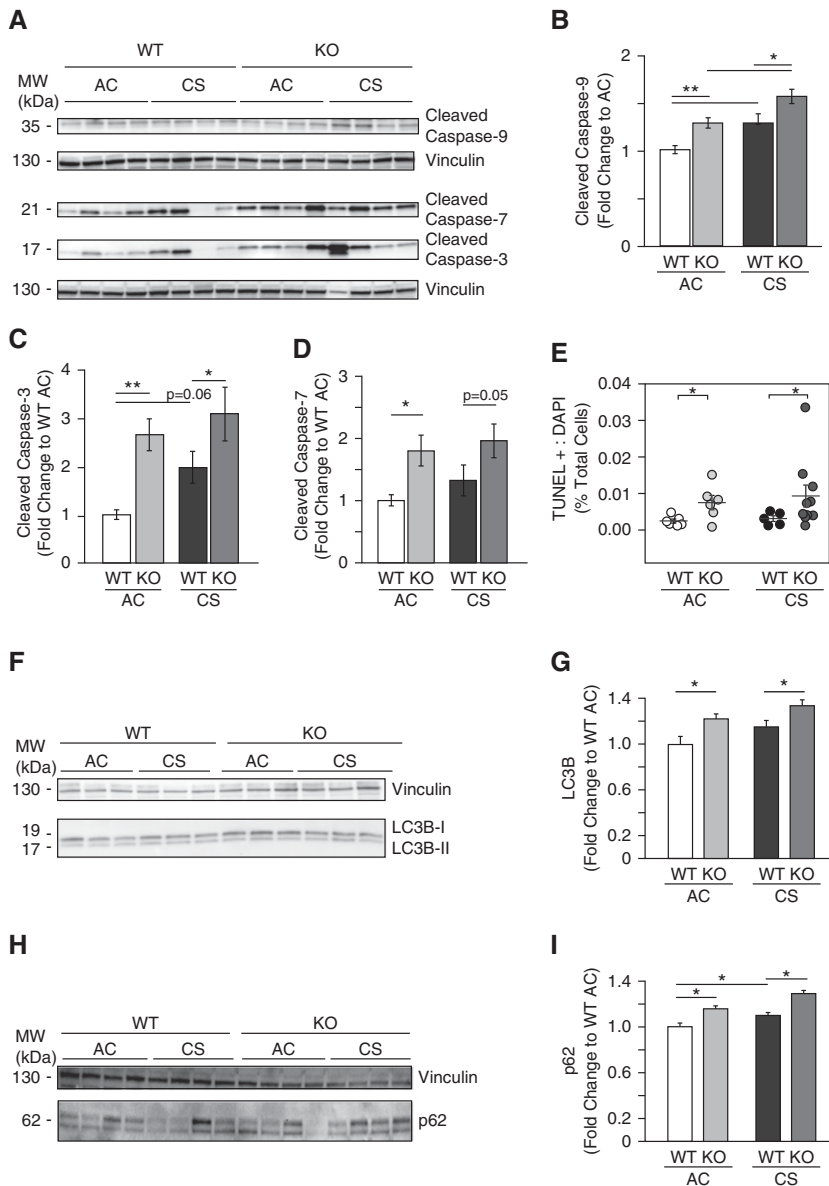 A
WT KO
MW
(kDa)
AC CS AC CS
35 -
Cleaved
Caspase-9
130 - Vinculin
21 -
Cleaved
Caspase-7
17 -
Cleaved
Caspase-3
130 - Vinculin
B
Cleaved Caspase-9
(Fold Change to AC)
2
1
0
**
*
WT KO WT KO
AC CS
C
Cleaved Caspase-3
(Fold Change to WT AC)
4
3
2
1
0
**
p=0.06
*
WT KO WT KO
AC CS
D
Cleaved Caspase-7
(Fold Change to WT AC)
3
2
1
0
*
p=0.05
WT KO WT KO
AC CS
E
TUNEL + : DAPI
(% Total Cells)
0.04
0.03
0.02
0.01
0.00
* *
WT KO WT KO
AC CS
F
WT KO
MW
(kDa)
AC CS AC CS
130 - Vinculin
19 - LC3B-I
17 - LC3B-II
G
LC3B
(Fold Change to WT AC)
1.4
1.0
0.6
0.2
0
* *
WT KO WT KO
AC CS
H
WT KO
MW
(kDa)
AC CS AC CS
130 - Vinculin
62 - p62
I
p62
(Fold Change to WT AC)
1.4
1.0
0.6
0.2
0
*
*
*
WT KO WT KO
AC CS